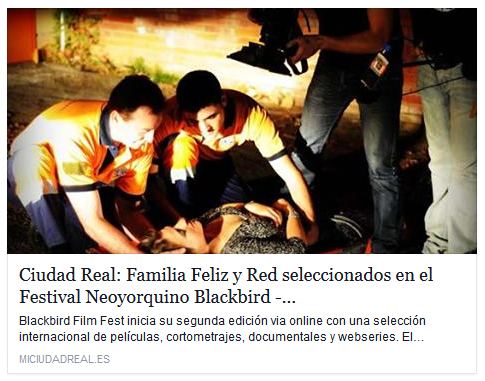 Ciudad Real: Familia Feliz y Red seleccionados en el
Festival Neoyorquino Blackbird -...
Blackbird Film Fest inicia su segunda edición via online con una selección
internacional de películas, cortometrajes, documentales y webseries. El...
MICIUDADREAL.ES